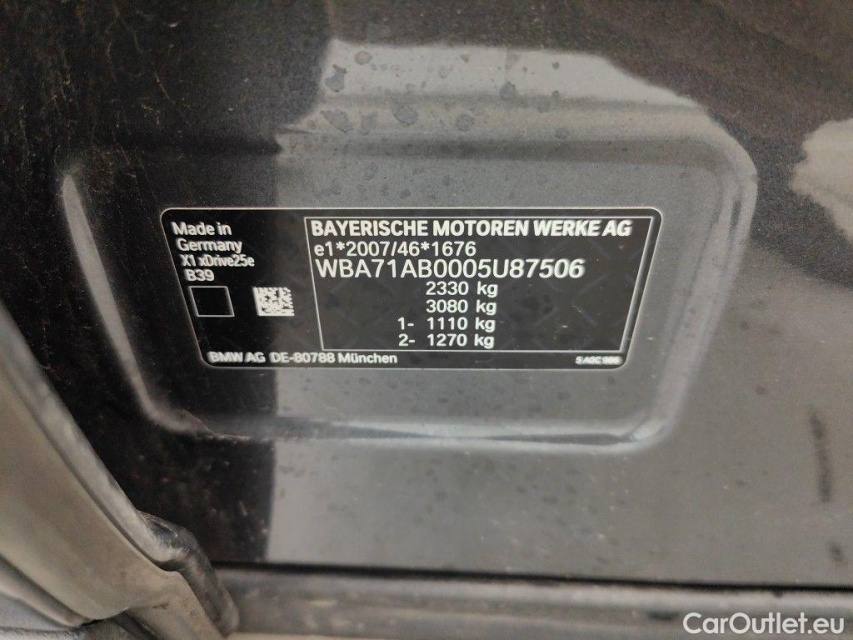 Made in
Germany
X1 xDrive25e
B39
BAYERISCHE MOTOREN WERKE AG
e1*2007/46*1676
WBA71AB0005U87506
2330 kg
3080 kg
1- 1110 kg
2- 1270 kg
BMW AG DE-80788 München
CarOutlet.eu